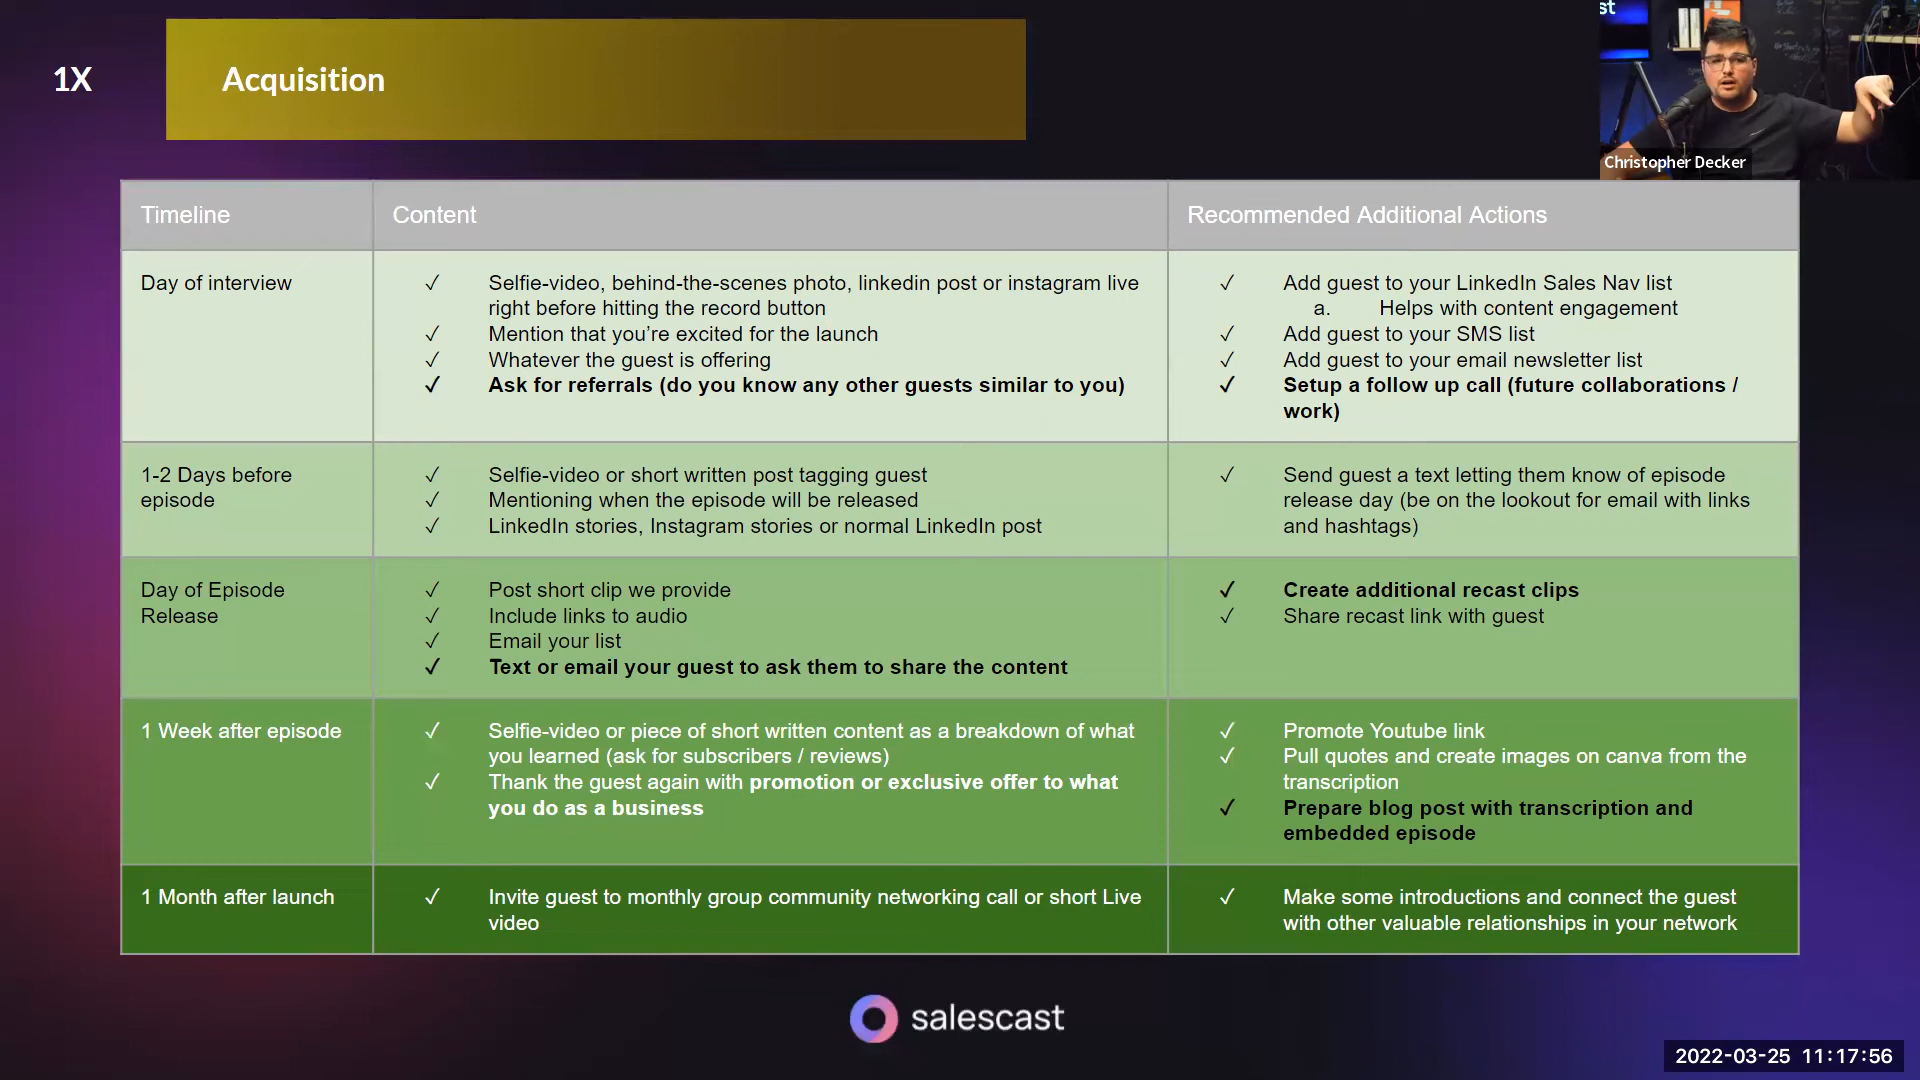 st
1X
Acquisition
Christopher Decker
Timeline
Content
Recommended Additional Actions
Day of interview
✓ Selfie-video, behind-the-scenes photo, linkedin post or instagram live
right before hitting the record button
✓ Mention that you’re excited for the launch
✓ Whatever the guest is offering
✓ Ask for referrals (do you know any other guests similar to you)
✓ Add guest to your LinkedIn Sales Nav list
a. Helps with content engagement
✓ Add guest to your SMS list
✓ Add guest to your email newsletter list
✓ Setup a follow up call (future collaborations /
work)
1-2 Days before
episode
✓ Selfie-video or short written post tagging guest
✓ Mentioning when the episode will be released
✓ LinkedIn stories, Instagram stories or normal LinkedIn post
✓ Send guest a text letting them know of episode
release day (be on the lookout for email with links
and hashtags)
Day of Episode
Release
✓ Post short clip we provide
✓ Include links to audio
✓ Email your list
✓ Text or email your guest to ask them to share the content
✓ Create additional recast clips
✓ Share recast link with guest
1 Week after episode
✓ Selfie-video or piece of short written content as a breakdown of what
you learned (ask for subscribers / reviews)
✓ Thank the guest again with promotion or exclusive offer to what
you do as a business
✓ Promote Youtube link
✓ Pull quotes and create images on canva from the
transcription
✓ Prepare blog post with transcription and
embedded episode
1 Month after launch
✓ Invite guest to monthly group community networking call or short Live
video
✓ Make some introductions and connect the guest
with other valuable relationships in your network
salescast
2022-03-25 11:17:56